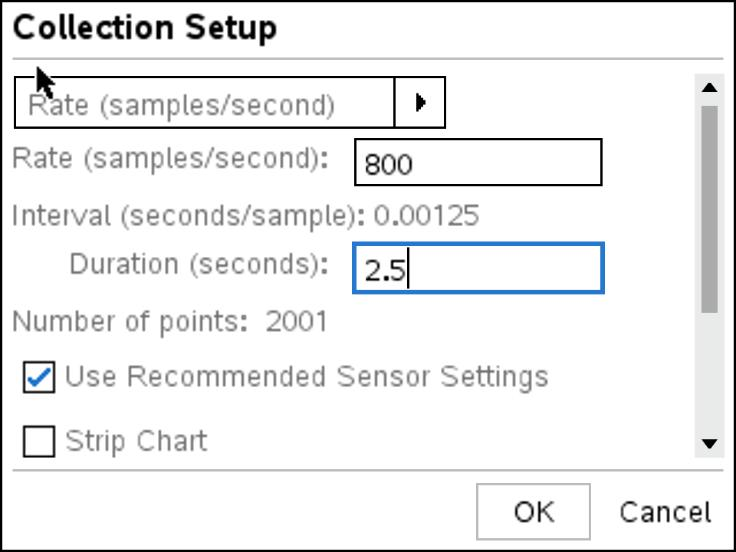 Collection Setup
Rate (samples/second)
Rate (samples/second): 800
Interval (seconds/sample): 0.00125
Duration (seconds): 2.5
Number of points: 2001
Use Recommended Sensor Settings
Strip Chart
OK Cancel